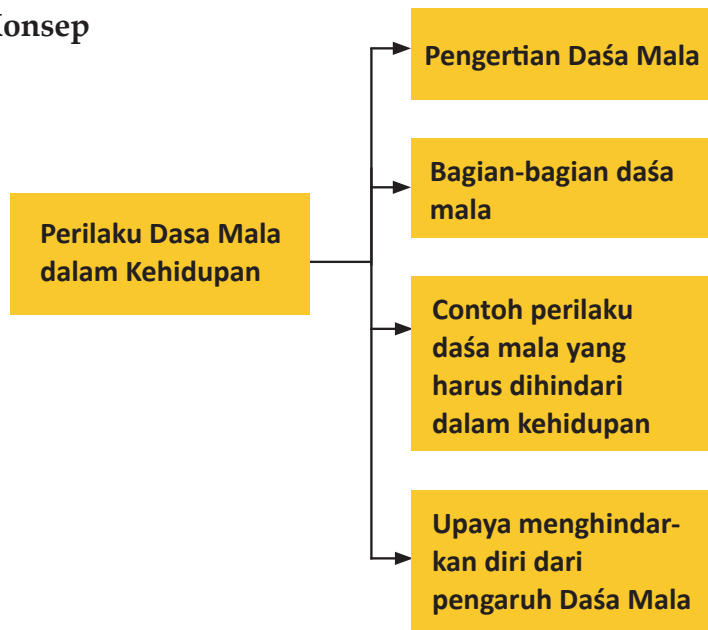 Konsep
Pengertian Daśa Mala
Bagian-bagian daśa
mala
Perilaku Dasa Mala
dalam Kehidupan
Contoh perilaku
daśa mala yang
harus dihindari
dalam kehidupan
Upaya menghindar-
kan diri dari
pengaruh Daśa Mala